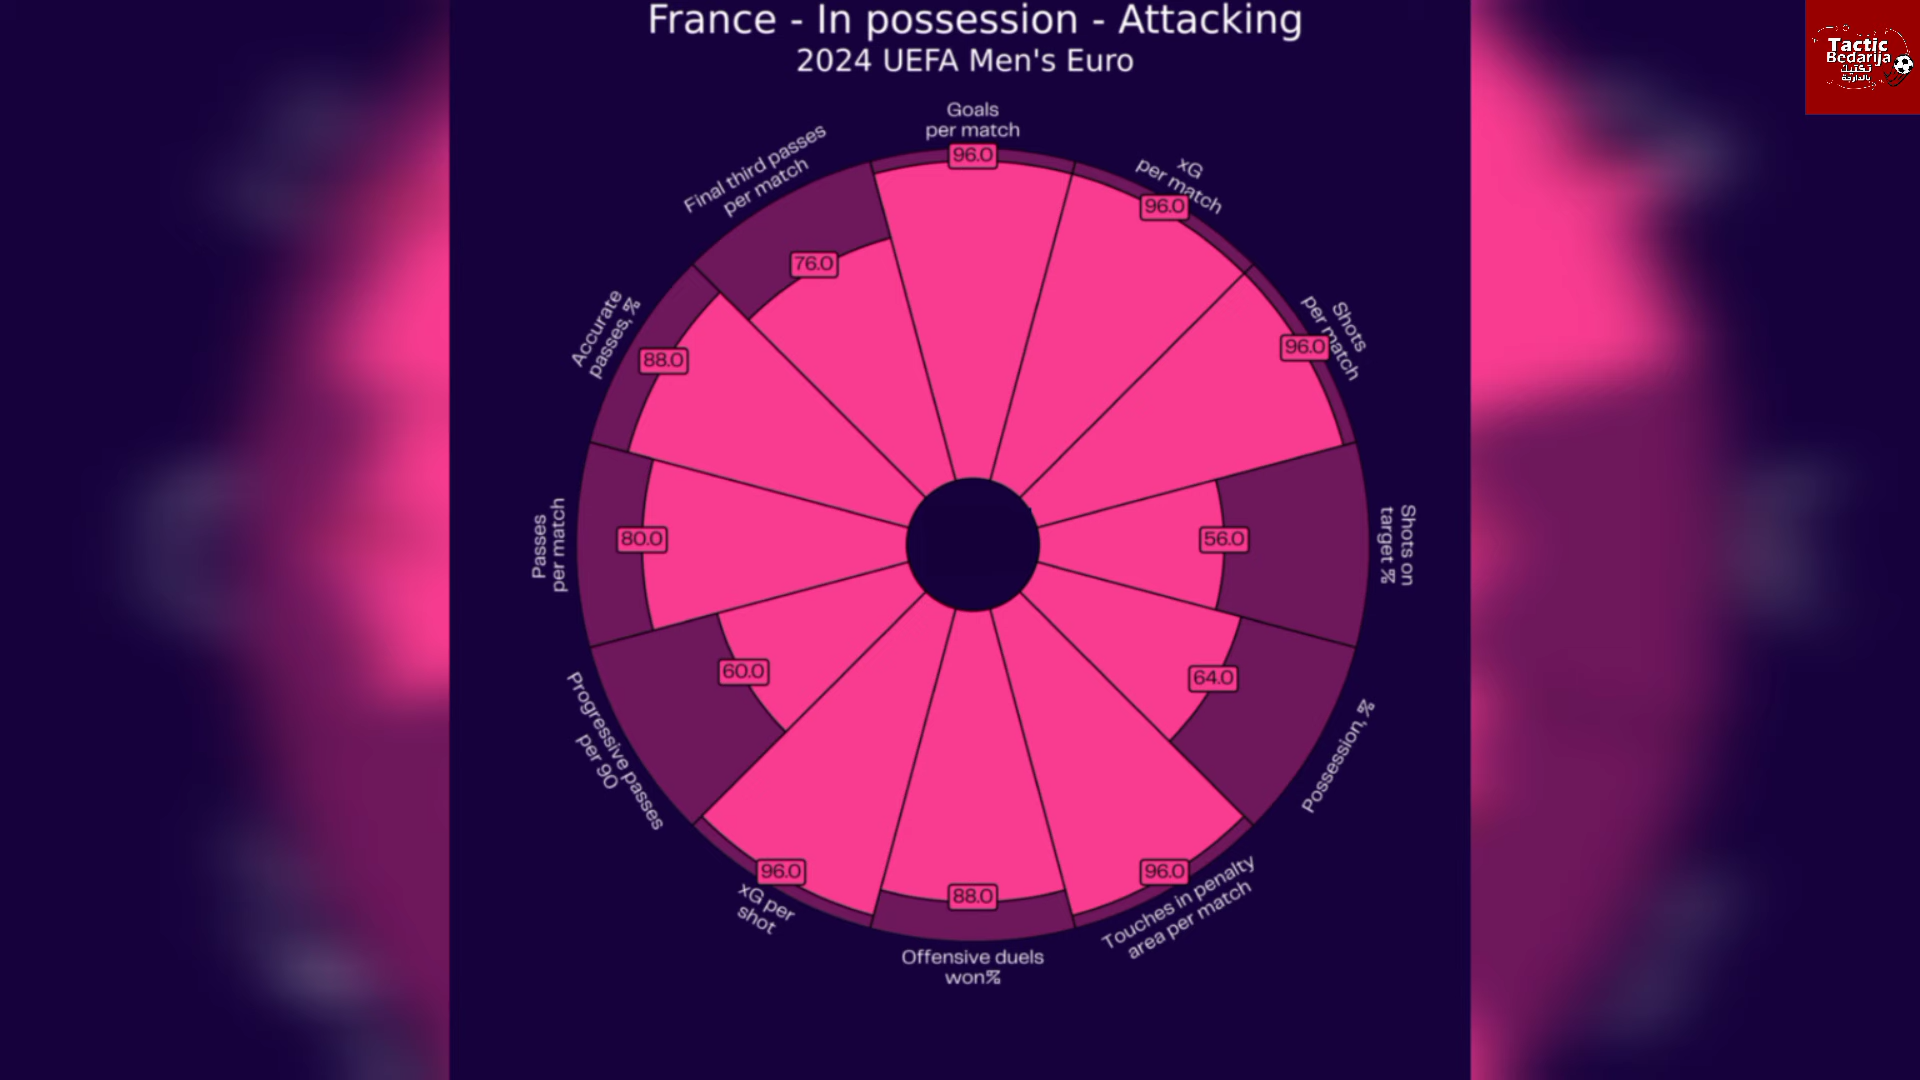 France - In possession - Attacking
2024 UEFA Men's Euro
Tactic
Bedarija
تكتيك
بالدارجة
Goals
per match
96.0
xG
per match
96.0
Shots
per match
96.0
Shots on
target %
56.0
Possession, %
64.0
Touches in penalty
area per match
96.0
Offensive duels
won%
88.0
xG per
shot
96.0
Progressive passes
per 90
60.0
Passes
per match
80.0
Accurate
passes, %
88.0
Final third passes
per match
76.0